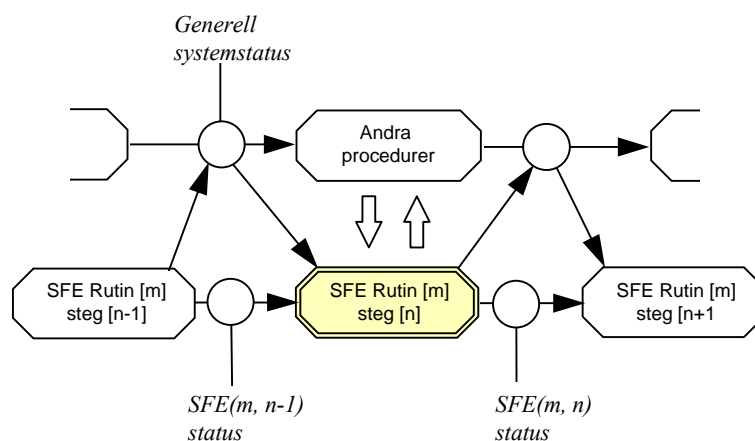 Generell
systemstatus
Andra
procedurer
SFE Rutin [m]
steg [n-1]
SFE Rutin [m]
steg [n]
SFE Rutin [m]
steg [n+1
SFE(m, n-1)
status
SFE(m, n)
status